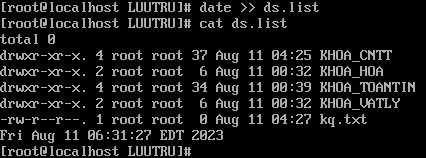 [root@localhost LUUTRU]# date >> ds.list
[root@localhost LUUTRU]# cat ds.list
total 0
drwxr-xr-x. 4 root root 37 Aug 11 04:25 KHOA_CNTT
drwxr-xr-x. 2 root root  6 Aug 11 00:32 KHOA_HOA
drwxr-xr-x. 4 root root 34 Aug 11 00:39 KHOA_TOANTIN
drwxr-xr-x. 2 root root  6 Aug 11 00:32 KHOA_VATLY
-rw-r--r--. 1 root root  0 Aug 11 04:27 kq.txt
Fri Aug 11 06:31:27 EDT 2023
[root@localhost LUUTRU]#